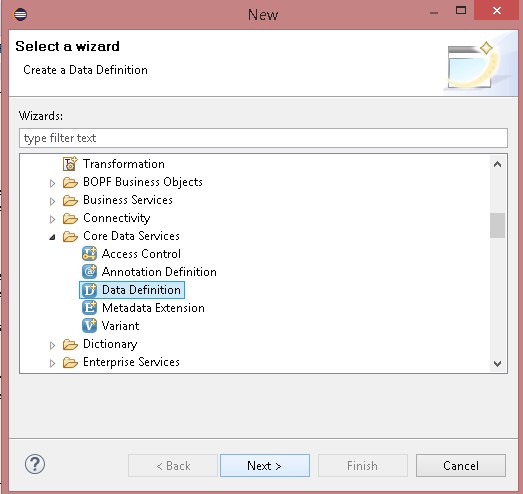 New
Select a wizard
Create a Data Definition
Wizards:
type filter text
Transformation
BOPF Business Objects
Business Services
Connectivity
Core Data Services
Access Control
Annotation Definition
Data Definition
Metadata Extension
Variant
Dictionary
Enterprise Services
< Back
Next >
Finish
Cancel